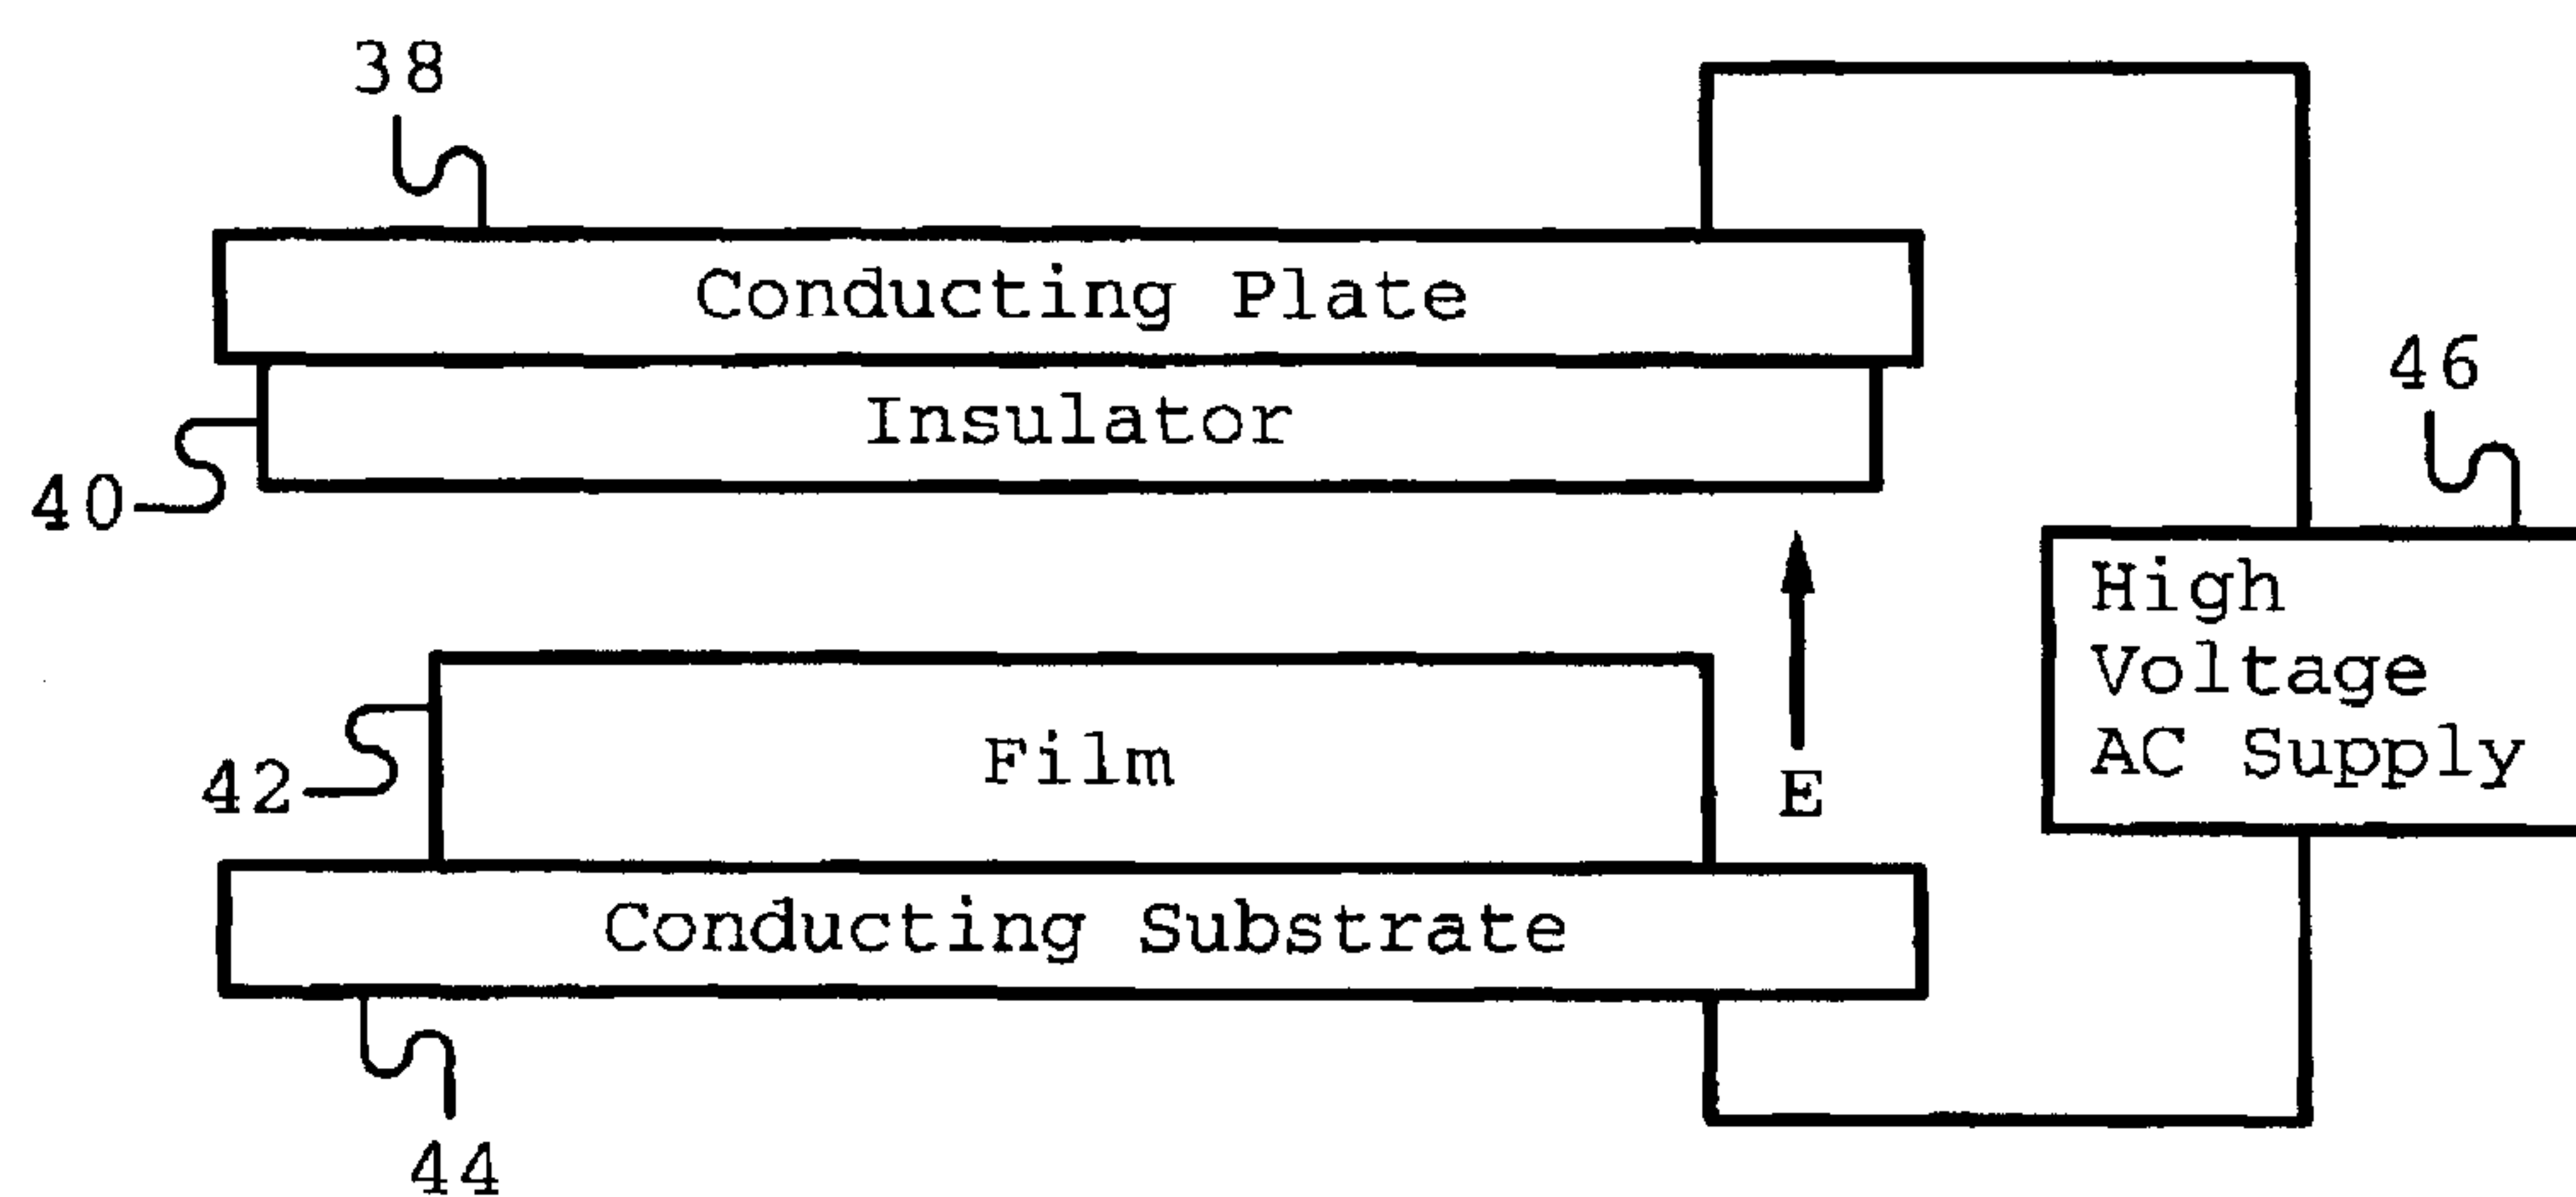 38
Conducting Plate
46
Insulator
40
High
Voltage
AC Supply
Film
42
E
Conducting Substrate
44